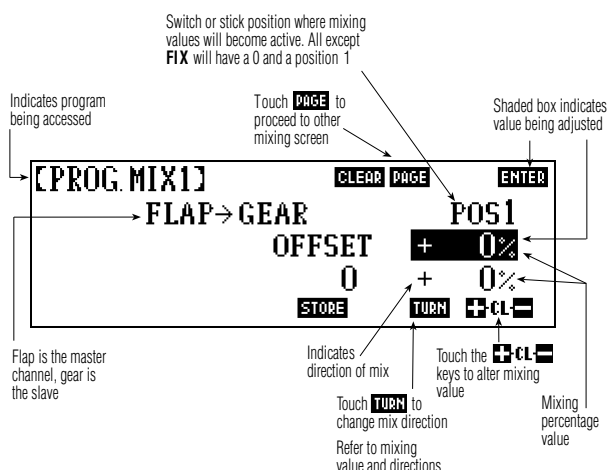 Switch or stick position where mixing
values will become active. All except
FIX will have a 0 and a position 1
Indicates program
being accessed
Touch PAGE to
proceed to other
mixing screen
Shaded box indicates
value being adjusted
[PROG.MIX1]
CLEAR PAGE
ENTER
FLAP→GEAR
POS1
OFFSET + 0%
0 + 0%
STORE
TURN
+CL-
Flap is the master
channel, gear is
the slave
Indicates
direction of mix
Touch TURN to
change mix direction
Refer to mixing
value and directions
Touch the +CL-
keys to alter mixing
value
Mixing
percentage
value